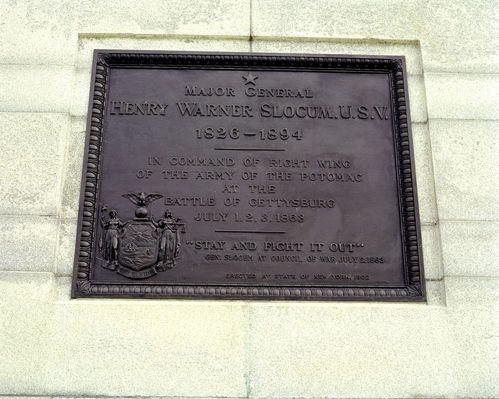 MAJOR GENERAL
HENRY WARNER SLOCUM, U.S.V.
1826-1894
IN COMMAND OF RIGHT WING
OF THE ARMY OF THE POTOMAC
AT THE
BATTLE OF GETTYSBURG
JULY 1, 2, 3, 1863
"STAY AND FIGHT IT OUT"
GEN. SLOCUM AT COUNCIL OF WAR JULY 2, 1863
ERECTED BY STATE OF NEW YORK, 1902